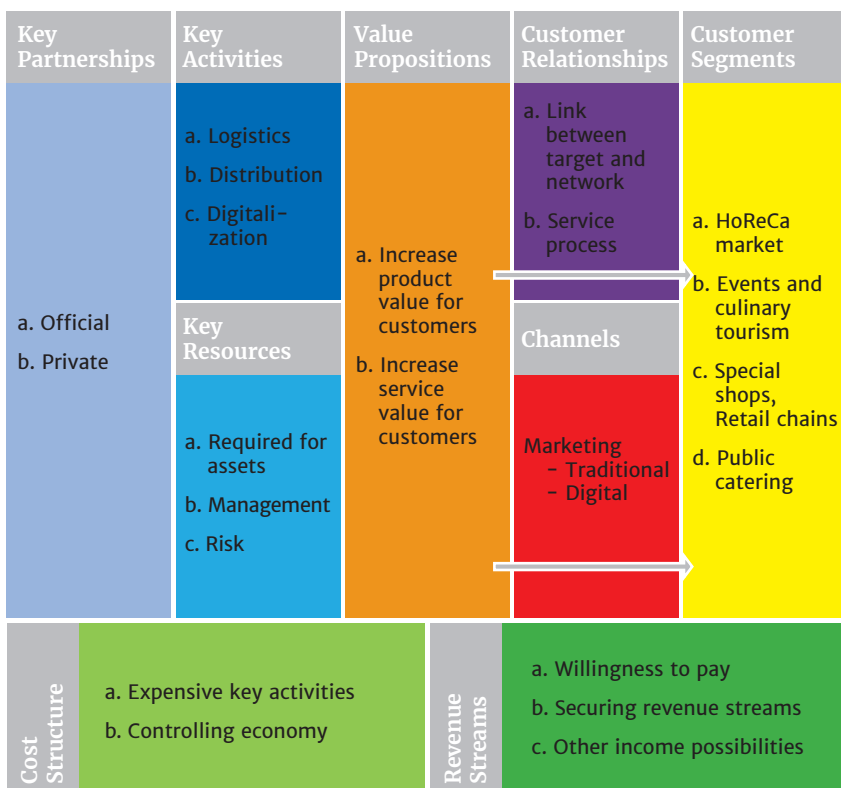 Key
Partnerships
a. Official
b. Private
Key
Activities
a. Logistics
b. Distribution
c. Digitali-
zation
Key
Resources
a. Required for
assets
b. Management
c. Risk
Value
Propositions
a. Increase
product
value for
customers
b. Increase
service
value for
customers
Customer
Relationships
a. Link
between
target and
network
b. Service
process
Channels
Marketing
- Traditional
- Digital
Customer
Segments
a. HoReCa
market
b. Events and
culinary
tourism
c. Special
shops,
Retail chains
d. Public
catering
Cost
Structure
a. Expensive key activities
b. Controlling economy
Revenue
Streams
a. Willingness to pay
b. Securing revenue streams
c. Other income possibilities